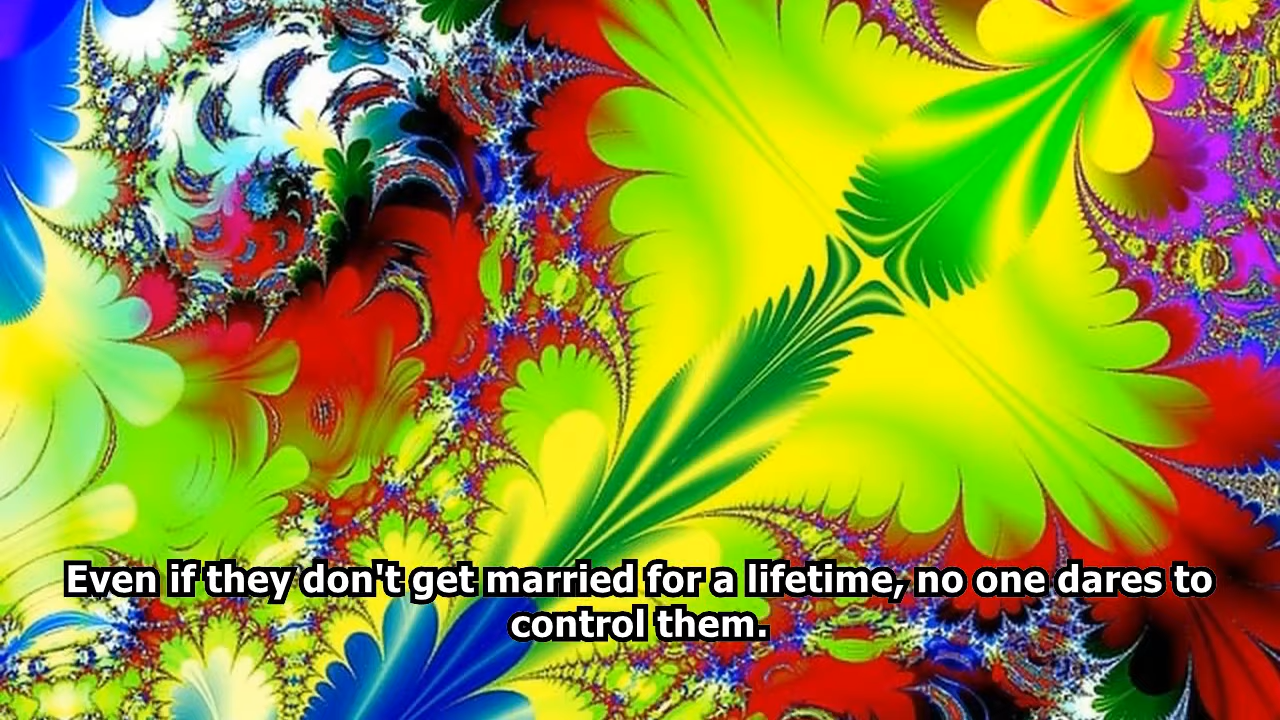 Even if they don't get married for a lifetime, no one dares to
control them.